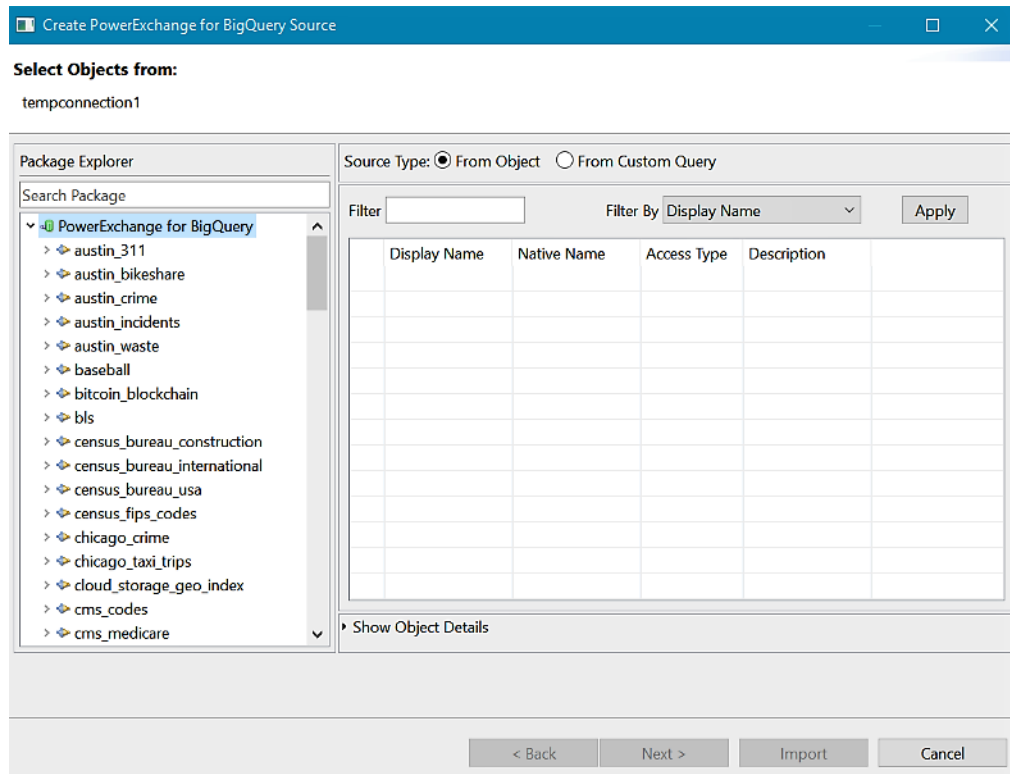 Create PowerExchange for BigQuery Source
Select Objects from:
tempconnection1
Package Explorer
Search Package
PowerExchange for BigQuery
austin_311
austin_bikeshare
austin_crime
austin_incidents
austin_waste
baseball
bitcoin_blockchain
bls
census_bureau_construction
census_bureau_international
census_bureau_usa
census_fips_codes
chicago_crime
chicago_taxi_trips
cloud_storage_geo_index
cms_codes
cms_medicare
Source Type: From Object From Custom Query
Filter Filter By Display Name Apply
Display Name Native Name Access Type Description
Show Object Details
< Back Next > Import Cancel